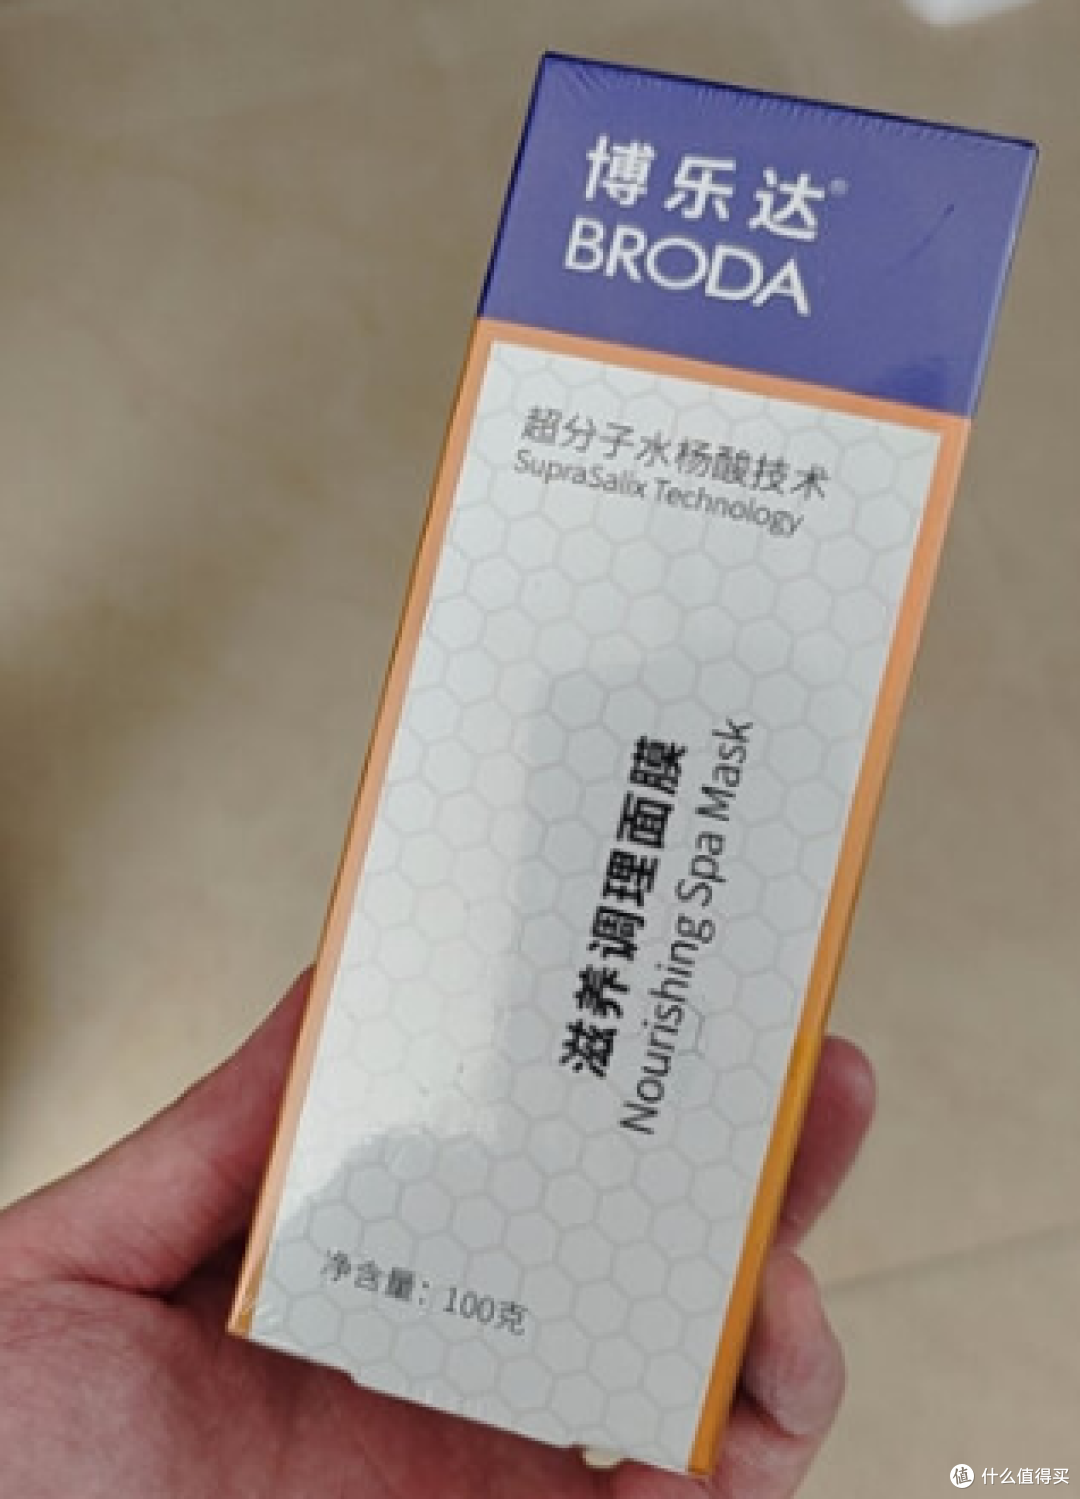 博乐达®
BRODA
超分子水杨酸技术
SupraSalix Technology
滋养调理面膜
Nourishing Spa Mask
净含量：100克
值 什么值得买